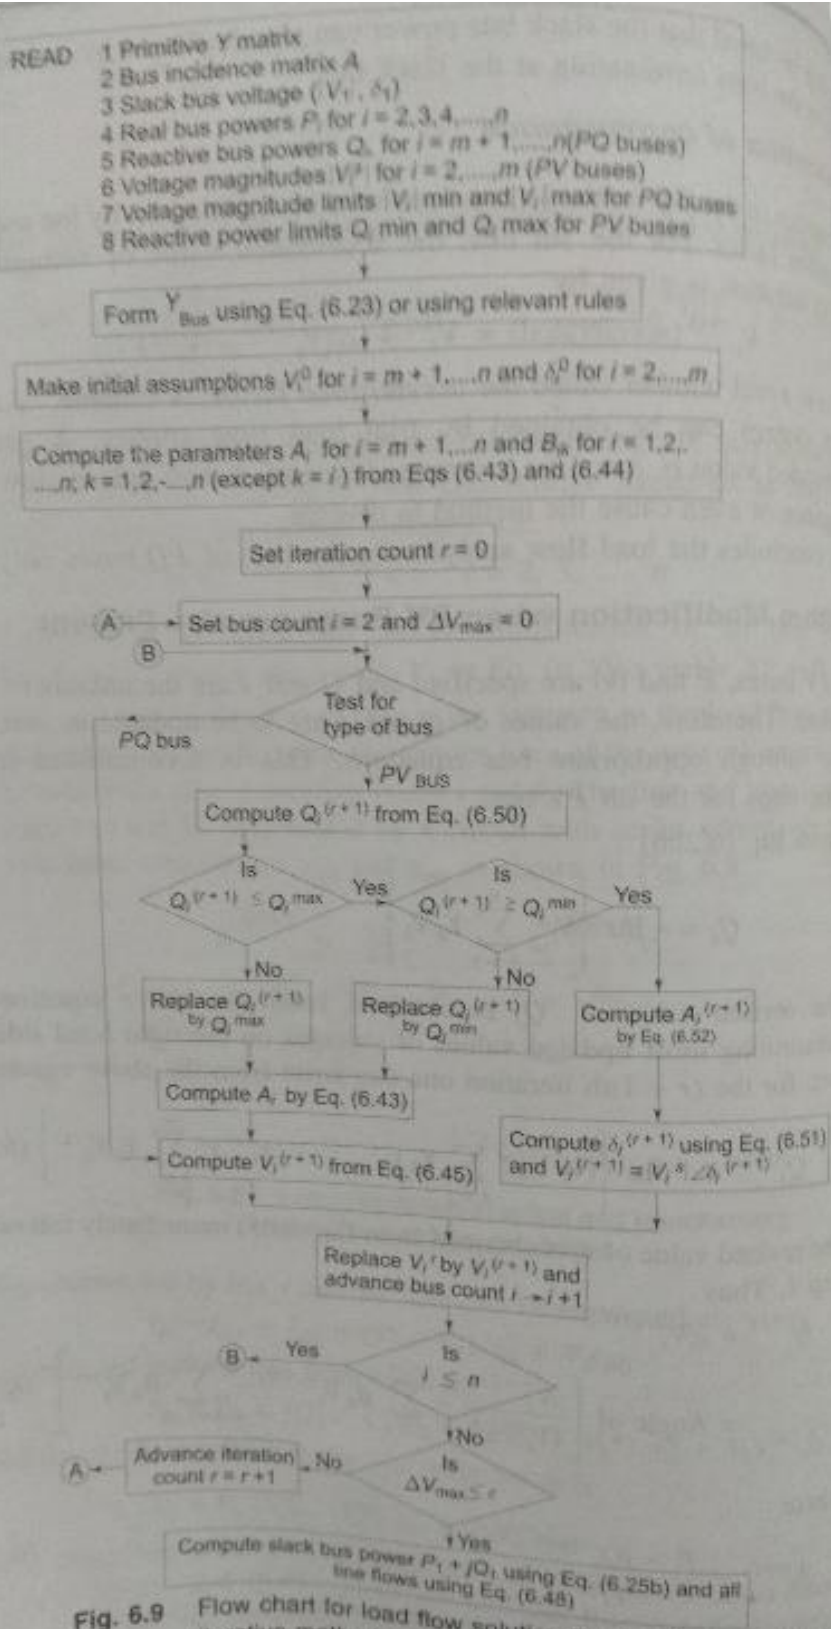 READ 1 Primitive Y matrix
2 Bus incidence matrix A
3 Slack bus voltage (|V₁|, δ₁)
4 Real bus powers Pᵢ for i = 2,3,4,.....,n
5 Reactive bus powers Qᵢ, for i = m + 1,....,n(PQ buses)
6 Voltage magnitudes |Vᵢˢ| for i = 2,....,m (PV buses)
7 Voltage magnitude limits |Vᵢ| min and |Vᵢ| max for PQ buses
8 Reactive power limits Qᵢ min and Qᵢ max for PV buses
Form Y Bus using Eq. (6.23) or using relevant rules
Make initial assumptions Vᵢ⁰ for i = m + 1,....,n and δᵢ⁰ for i = 2,....,m
Compute the parameters Aᵢ for i = m + 1,...n and Bᵢₖ for i = 1,2,.
....n; k = 1,2,-...,n (except k = i) from Eqs (6.43) and (6.44)
Set iteration count r = 0
A Set bus count i = 2 and ΔVmax = 0
B
Test for
type of bus
PQ bus
PV BUS
Compute Qᵢ(r + 1) from Eq. (6.50)
Is
Qᵢ(r + 1) ≤ Qᵢ max
Yes
Is
Qᵢ(r + 1) ≥ Qᵢ min
Yes
No
No
Replace Qᵢ(r + 1)
by Qᵢ max
Replace Qᵢ(r + 1)
by Qᵢ min
Compute Aᵢ(r + 1)
by Eq. (6.52)
Compute Aᵢ by Eq. (6.43)
Compute Vᵢ(r + 1) from Eq. (6.45)
Compute δᵢ(r + 1) using Eq. (6.51)
and Vᵢ(r + 1) = |Vᵢˢ| ∠δᵢ(r + 1)
Replace Vᵢʳ by Vᵢ(r + 1) and
advance bus count i → i + 1
B Yes
Is
i ≤ n
No
Is
ΔVmax ≤ ε
No
Advance iteration
count r = r + 1
A
Yes
Compute slack bus power P₁ + jQ₁ using Eq. (6.25b) and all
line flows using Eq. (6.48)
Fig. 6.9 Flow chart for load flow